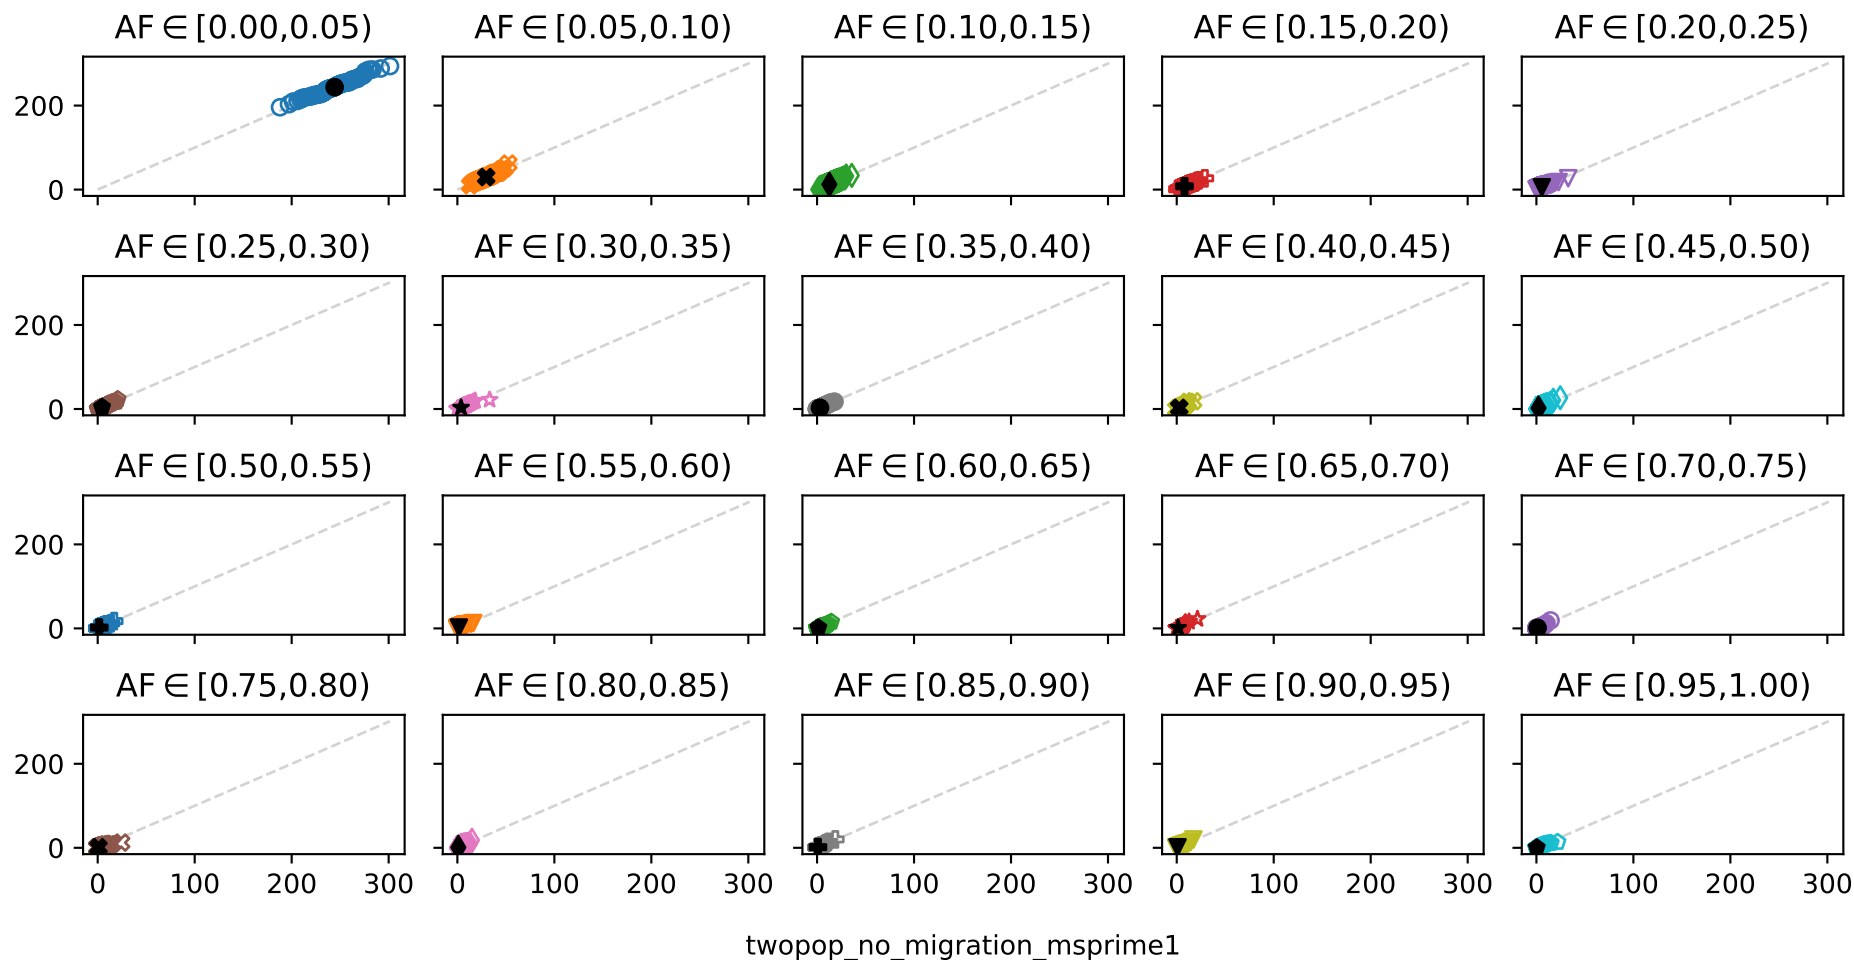 AF ∈ [0.00,0.05) AF ∈ [0.05,0.10) AF ∈ [0.10,0.15) AF ∈ [0.15,0.20) AF ∈ [0.20,0.25)
200
0
AF ∈ [0.25,0.30) AF ∈ [0.30,0.35) AF ∈ [0.35,0.40) AF ∈ [0.40,0.45) AF ∈ [0.45,0.50)
200
0
AF ∈ [0.50,0.55) AF ∈ [0.55,0.60) AF ∈ [0.60,0.65) AF ∈ [0.65,0.70) AF ∈ [0.70,0.75)
200
0
AF ∈ [0.75,0.80) AF ∈ [0.80,0.85) AF ∈ [0.85,0.90) AF ∈ [0.90,0.95) AF ∈ [0.95,1.00)
200
0
0 100 200 300 0 100 200 300 0 100 200 300 0 100 200 300 0 100 200 300
twopop_no_migration_msprime1